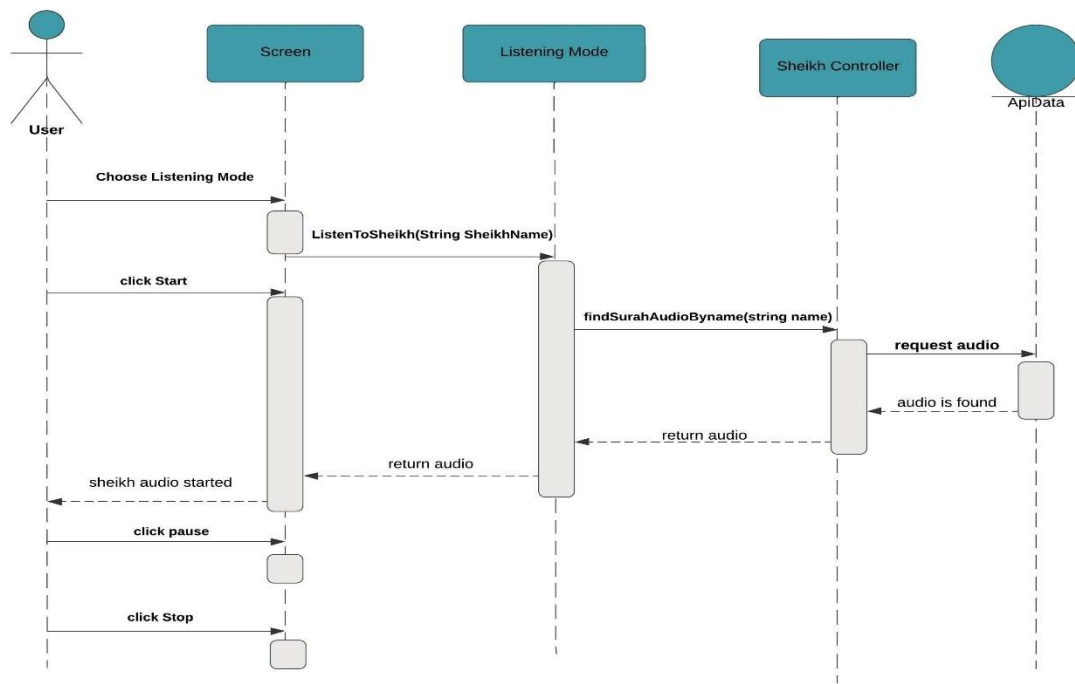 Screen
Listening Mode
Sheikh Controller
ApiData
User
Choose Listening Mode
ListenToSheikh(String SheikhName)
click Start
findSurahAudioByname(string name)
request audio
audio is found
return audio
return audio
sheikh audio started
click pause
click Stop